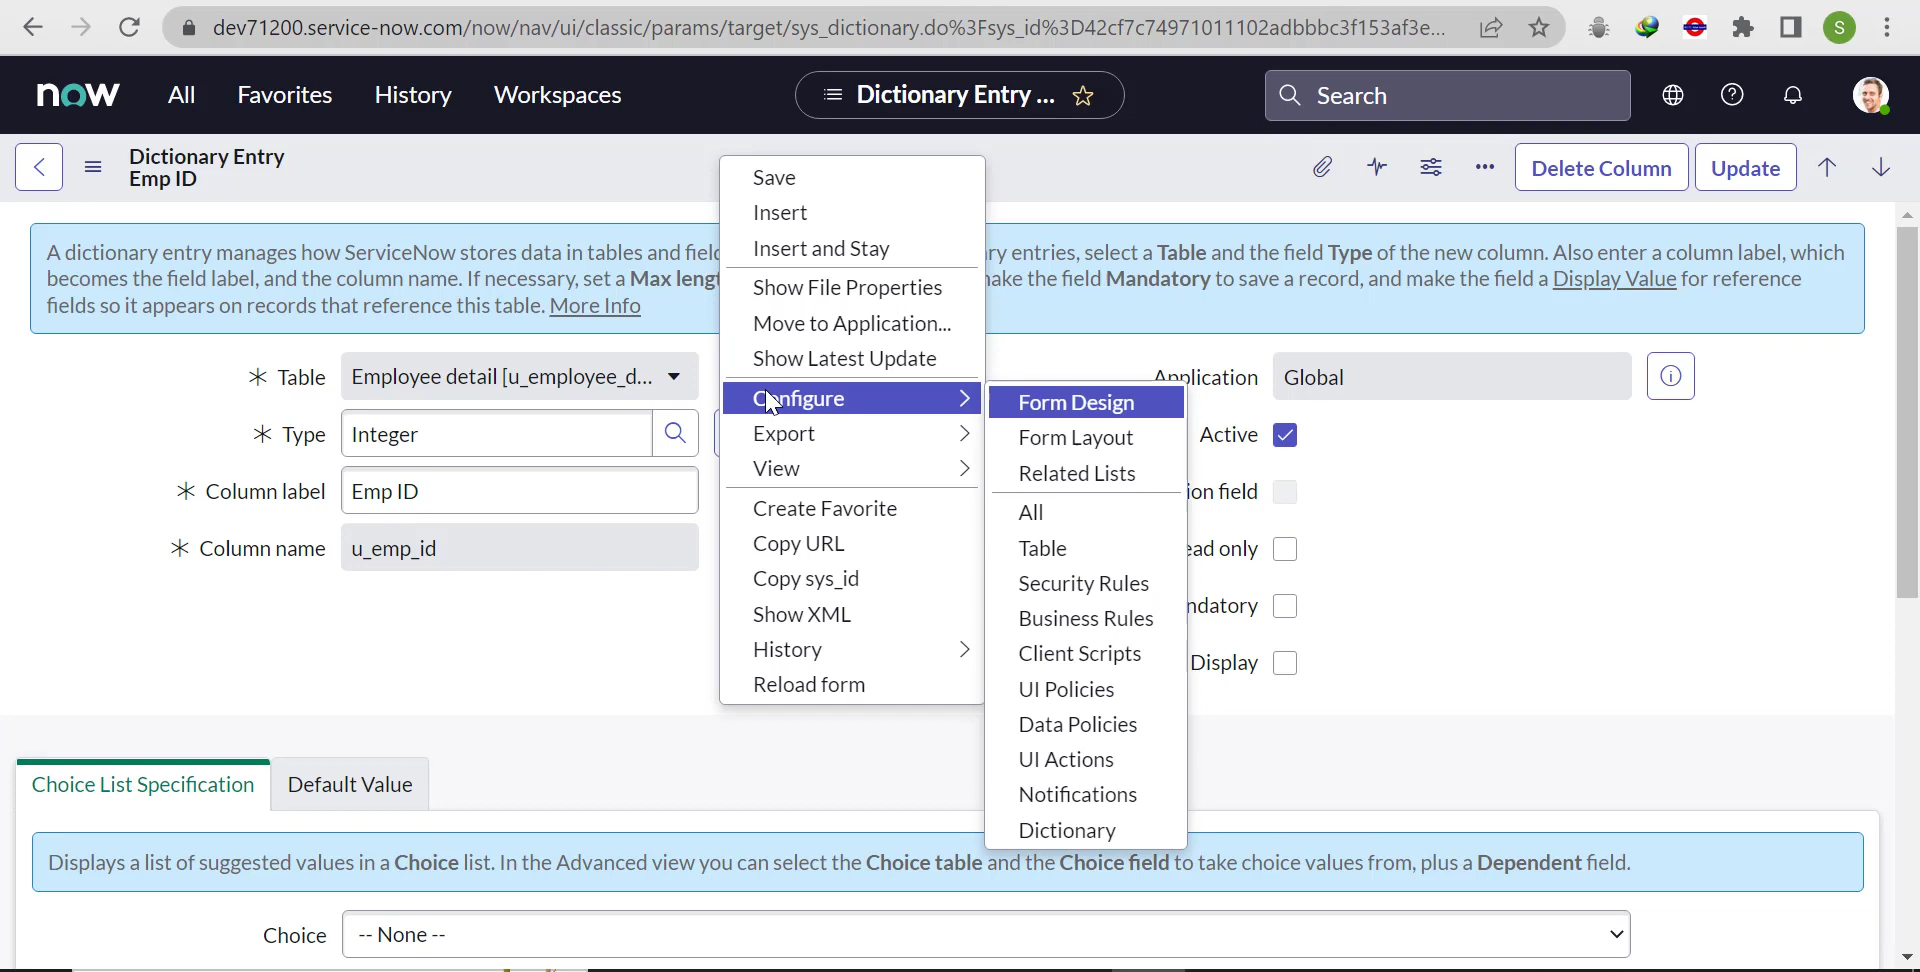 dev71200.service-now.com/now/nav/ui/classic/params/target/sys_dictionary.do%3Fsys_id%3D42cf7c74971011102adbbbc3f153af3e...
S
now
All
Favorites
History
Workspaces
Dictionary Entry ...
Search
Dictionary Entry
Emp ID
Delete Column
Update
A dictionary entry manages how ServiceNow stores data in tables and ry entries, select a Table and the field Type of the new column. Also enter a column label, which
becomes the field label, and the column name. If necessary, set a Max make the field Mandatory to save a record, and make the field a Display Value for reference
fields so it appears on records that reference this table. More Info
Table
Employee detail [u_employee_d...
Type
Integer
Column label
Emp ID
Column name
u_emp_id
Application
Global
Active
ion field
ead only
ndatory
Display
Save
Insert
Insert and Stay
Show File Properties
Move to Application...
Show Latest Update
Configure
Export
View
Create Favorite
Copy URL
Copy sys_id
Show XML
History
Reload form
Form Design
Form Layout
Related Lists
All
Table
Security Rules
Business Rules
Client Scripts
UI Policies
Data Policies
UI Actions
Notifications
Dictionary
Choice List Specification
Default Value
Displays a list of suggested values in a Choice list. In the Advanced view you can select the Choice table and the Choice field to take choice values from, plus a Dependent field.
Choice
-- None --